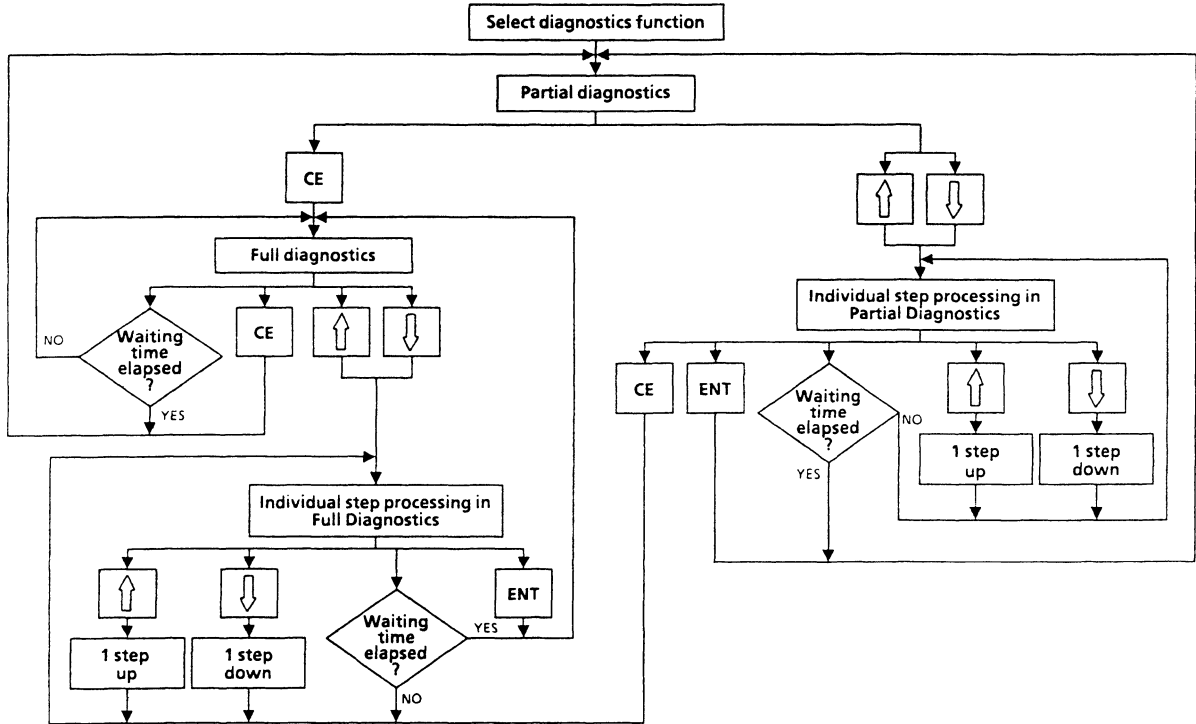 Select diagnostics function
Partial diagnostics
CE
Full diagnostics
Waiting
time
elapsed
?
NO
YES
CE
Individual step processing in
Partial Diagnostics
CE
ENT
Waiting
time
elapsed
?
NO
YES
1 step
up
1 step
down
Individual step processing in
Full Diagnostics
1 step
up
1 step
down
Waiting
time
elapsed
?
YES
NO
ENT